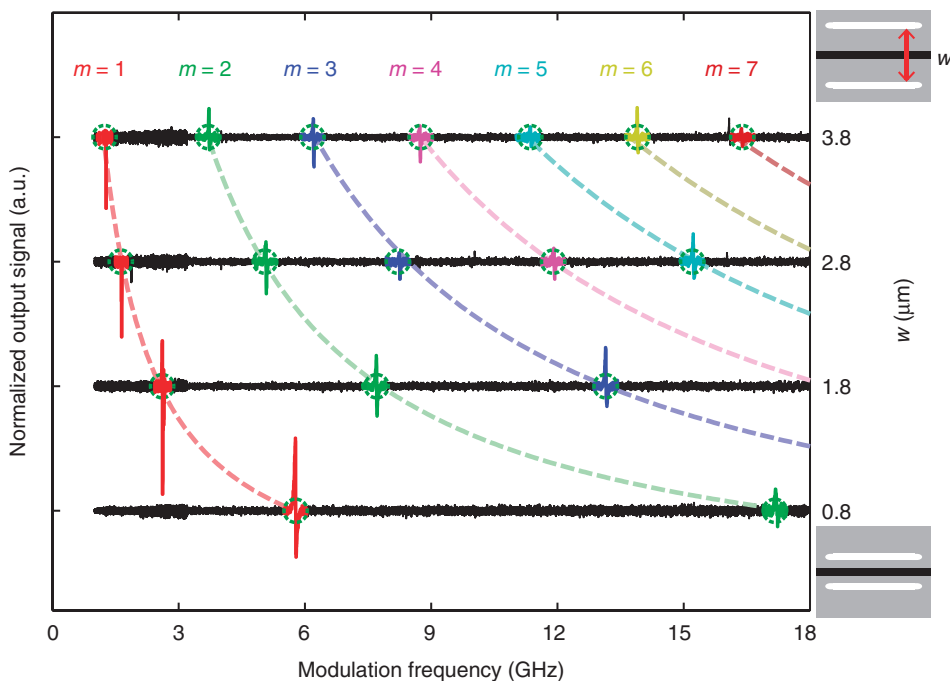 m = 1 m = 2 m = 3 m = 4 m = 5 m = 6 m = 7
w
Normalized output signal (a.u.)
3.8
2.8
1.8
0.8
w (μm)
0 3 6 9 12 15 18
Modulation frequency (GHz)